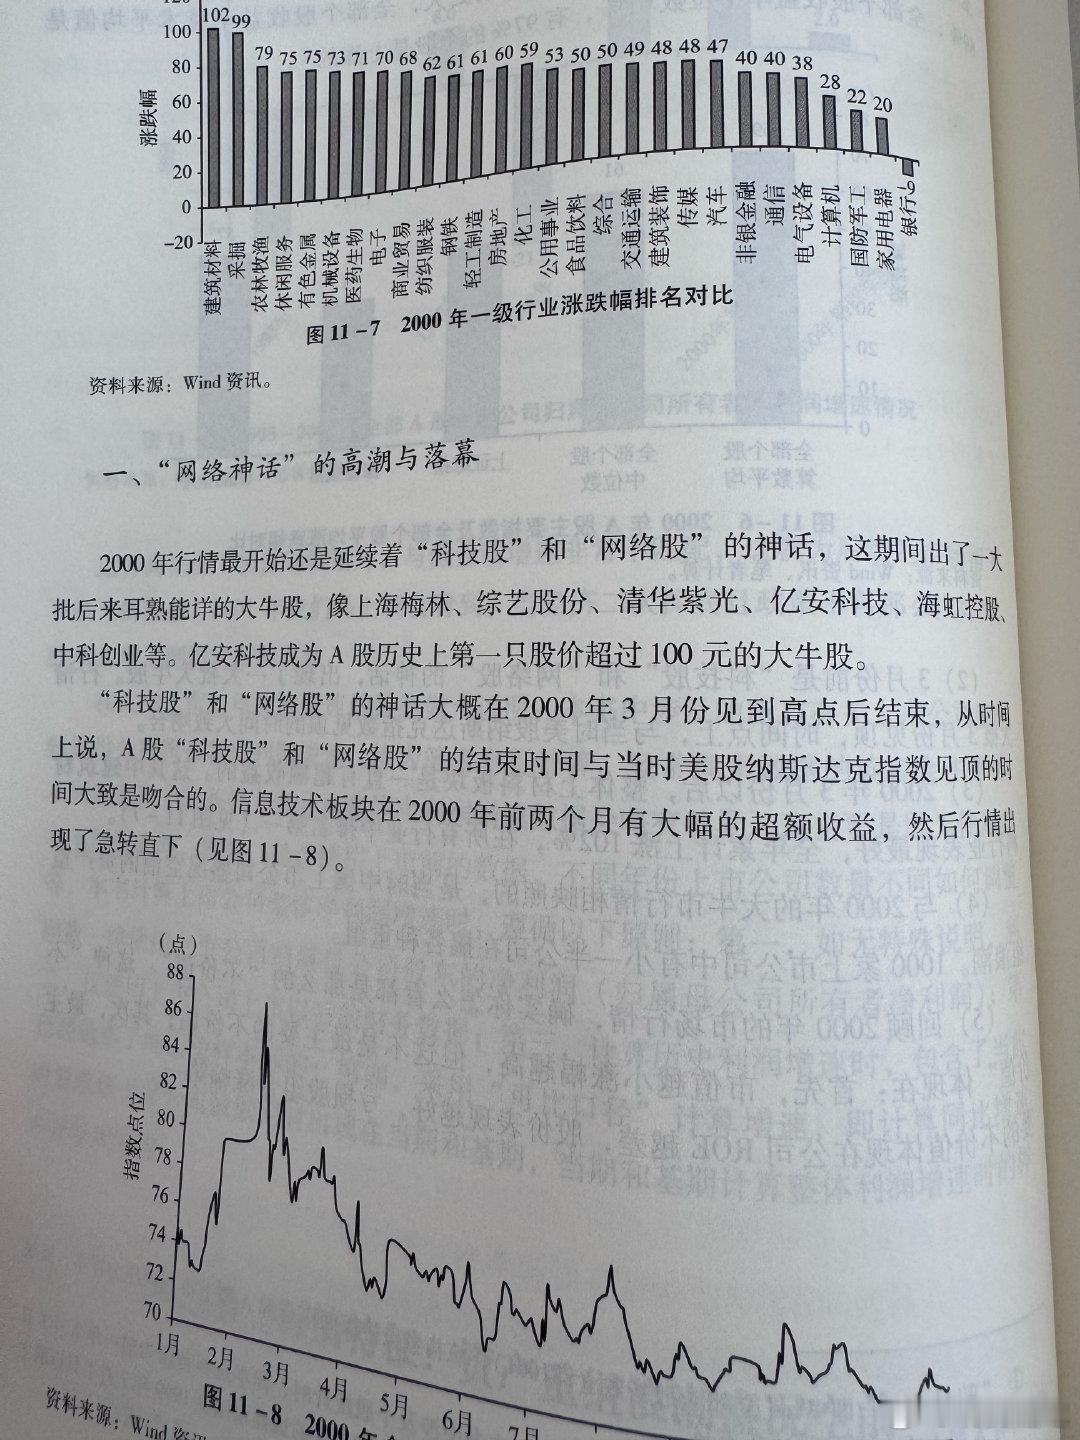 120
100
80
60
40
20
0
-20
涨跌幅
102 99 79 75 75 73 71 70 68 62 61 61 60 59 53 50 50 49 48 48 47 40 40 38 28 22 20 -9
建筑材料 采掘 农林牧渔 休闲服务 有色金属 机械设备 医药生物 电子 商业贸易 纺织服装 钢铁 轻工制造 房地产 化工 公用事业 食品饮料 综合 交通运输 建筑装饰 传媒 汽车 非银金融 通信 电气设备 计算机 国防军工 家用电器 银行
图 11-7 2000 年一级行业涨跌幅排名对比
资料来源：Wind 资讯。
一、“网络神话”的高潮与落幕
2000 年行情最开始还是延续着“科技股”和“网络股”的神话，这期间出了一大
批后来耳熟能详的大牛股，像上海梅林、综艺股份、清华紫光、亿安科技、海虹控股、
中科创业等。亿安科技成为 A 股历史上第一只股价超过 100 元的大牛股。
“科技股”和“网络股”的神话大概在 2000 年 3 月份见到高点后结束，从时间
上说，A 股“科技股”和“网络股”的结束时间与当时美股纳斯达克指数见顶的时
间大致是吻合的。信息技术板块在 2000 年前两个月有大幅的超额收益，然后行情出
现了急转直下（见图 11-8）。
（点）
88
86
84
82
80
78
76
74
72
70
指数点位
1月 2月 3月 4月 5月 6月 7月
图 11-8 2000 年
资料来源：Wind 资讯